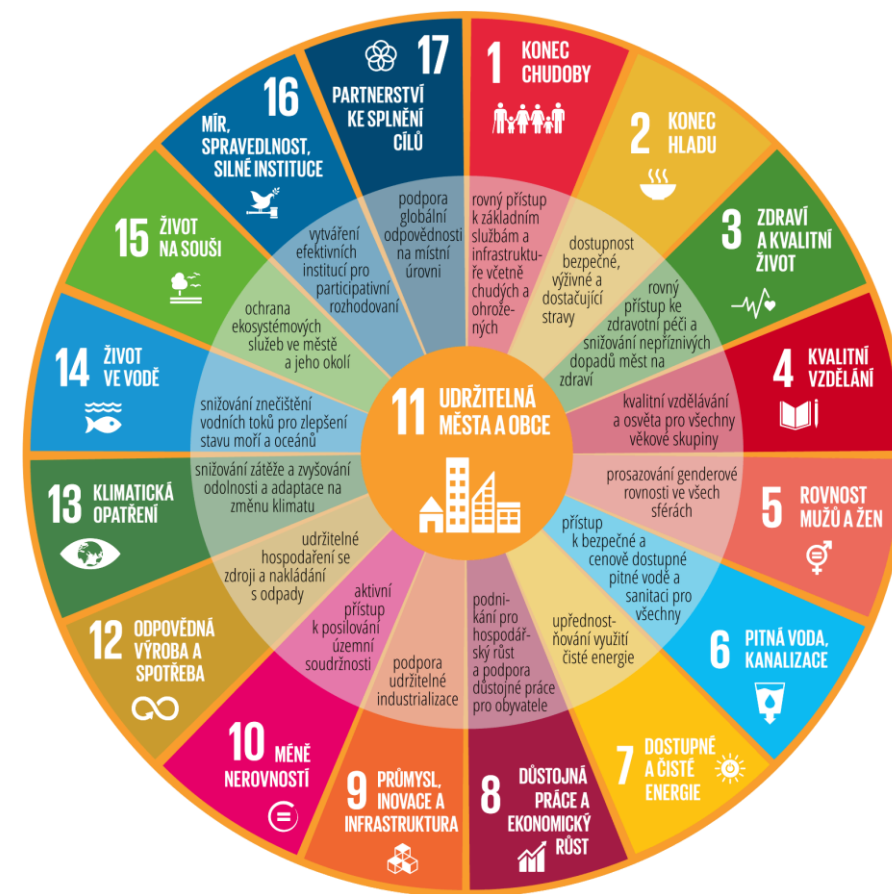 1 KONEC
CHUDOBY
rovný přístup
k základním
službám a
infrastruktu-
ře včetně
chudých a
ohrože-
ných
2 KONEC
HLADU
dostupnost
bezpečné,
výživné a
dostačující
stravy
3 ZDRAVÍ
A KVALITNÍ
ŽIVOT
rovný
přístup ke
zdravotní péči a
snižování nepříznivých
dopadů měst na
zdraví
4 KVALITNÍ
VZDĚLÁNÍ
kvalitní vzdělávání
a osvěta pro všechny
věkové skupiny
5 ROVNOST
MUŽŮ A ŽEN
prosazování genderové
rovnosti ve všech
sférách
6 PITNÁ VODA,
KANALIZACE
přístup
k bezpečné a
cenově dostupné
pitné vodě a
sanitaci pro
všechny
7 DOSTUPNÉ
A ČISTÉ
ENERGIE
upřednost-
ňování využití
čisté energie
8 DŮSTOJNÁ
PRÁCE A
EKONOMICKÝ
RŮST
podni-
kání pro
hospodář-
ský růst
a podpora
důstojné práce
pro obyvatele
9 PRŮMYSL,
INOVACE A
INFRASTRUKTURA
podpora
udržitelné
industrializace
10 MÉNĚ
NEROVNOSTÍ
aktivní
přístup
k posilování
územní
soudržnosti
12 ODPOVĚDNÁ
VÝROBA A
SPOTŘEBA
udržitelné
hospodaření se
zdroji a nakládání
s odpady
13 KLIMATICKÁ
OPATŘENÍ
snižování zátěže a zvyšování
odolnosti a adaptace na
změnu klimatu
14 ŽIVOT
VE VODĚ
snižování znečištění
vodních toků pro zlepšení
stavu moří a oceánů
15 ŽIVOT
NA SOUŠI
ochrana
ekosystémových
služeb ve městě
a jeho okolí
16
MÍR,
SPRAVEDLNOST,
SILNÉ INSTITUCE
vytváření
efektivních
institucí pro
participativní
rozhodovaní
17
PARTNERSTVÍ
KE SPLNĚNÍ
CÍLŮ
podpora
globální
odpovědnosti
na místní
úrovni
11 UDRŽITELNÁ
MĚSTA A OBCE